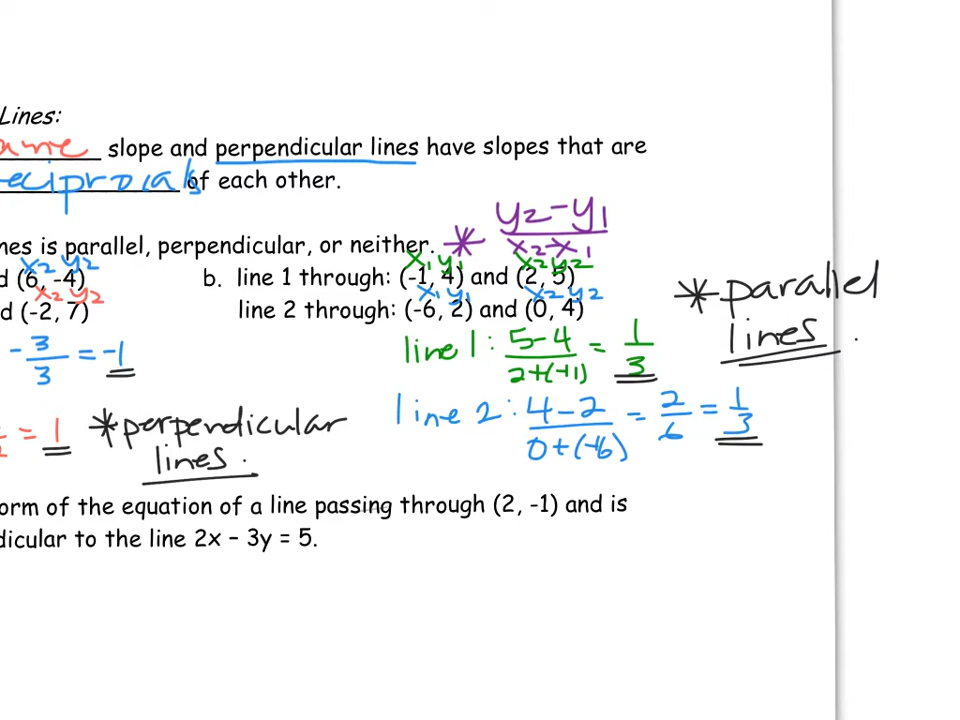 Lines:
ame slope and perpendicular lines have slopes that are
eciprocals of each other.
y2-y1
x2-x1
nes is parallel, perpendicular, or neither. *
x2 y2
d (6, -4)
x2 y2
d (-2, 7)
- 3/3 = -1
= 1 * perpendicular
lines.
x1 y1 x2 y2
b. line 1 through: (-1, 4) and (2, 5)
x1 y1 x2 y2
line 2 through: (-6, 2) and (0, 4)
line 1: 5-4 / 2+(+1) = 1/3
line 2: 4-2 / 0+(+6) = 2/6 = 1/3
* parallel
lines.
orm of the equation of a line passing through (2, -1) and is
dicular to the line 2x – 3y = 5.